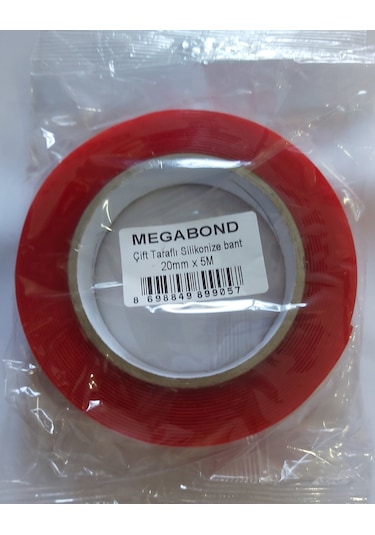 MEGABOND
Çift Taraflı Silikonize bant
20mm x 5M
8 698849 899057